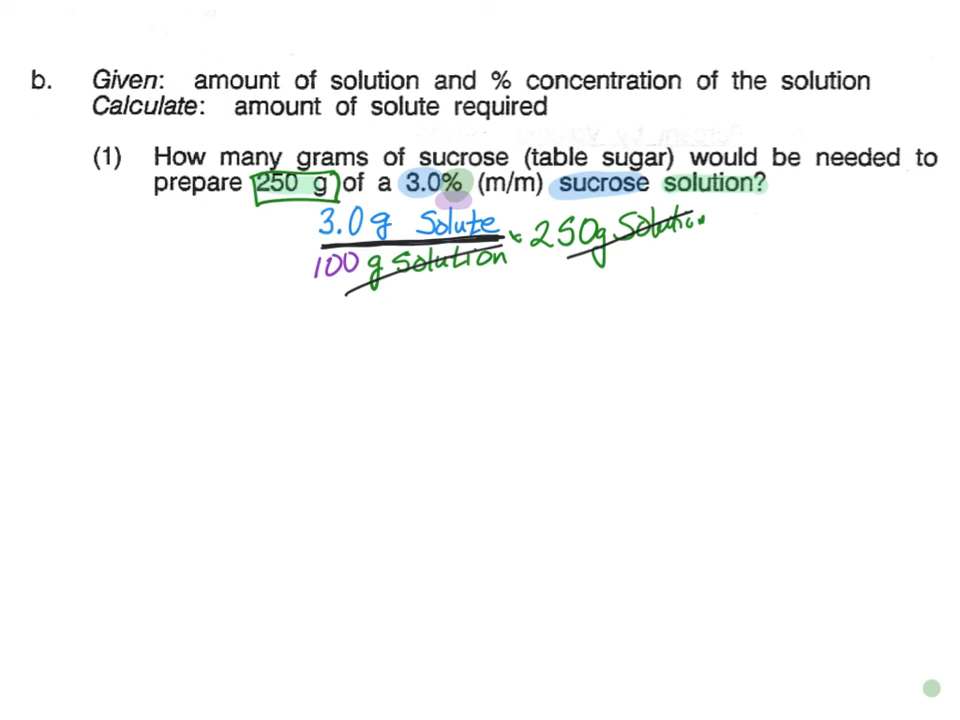 b. Given: amount of solution and % concentration of the solution
Calculate: amount of solute required
(1) How many grams of sucrose (table sugar) would be needed to
prepare 250 g of a 3.0% (m/m) sucrose solution?
3.0 g Solute × 250g Solution
100 g solution